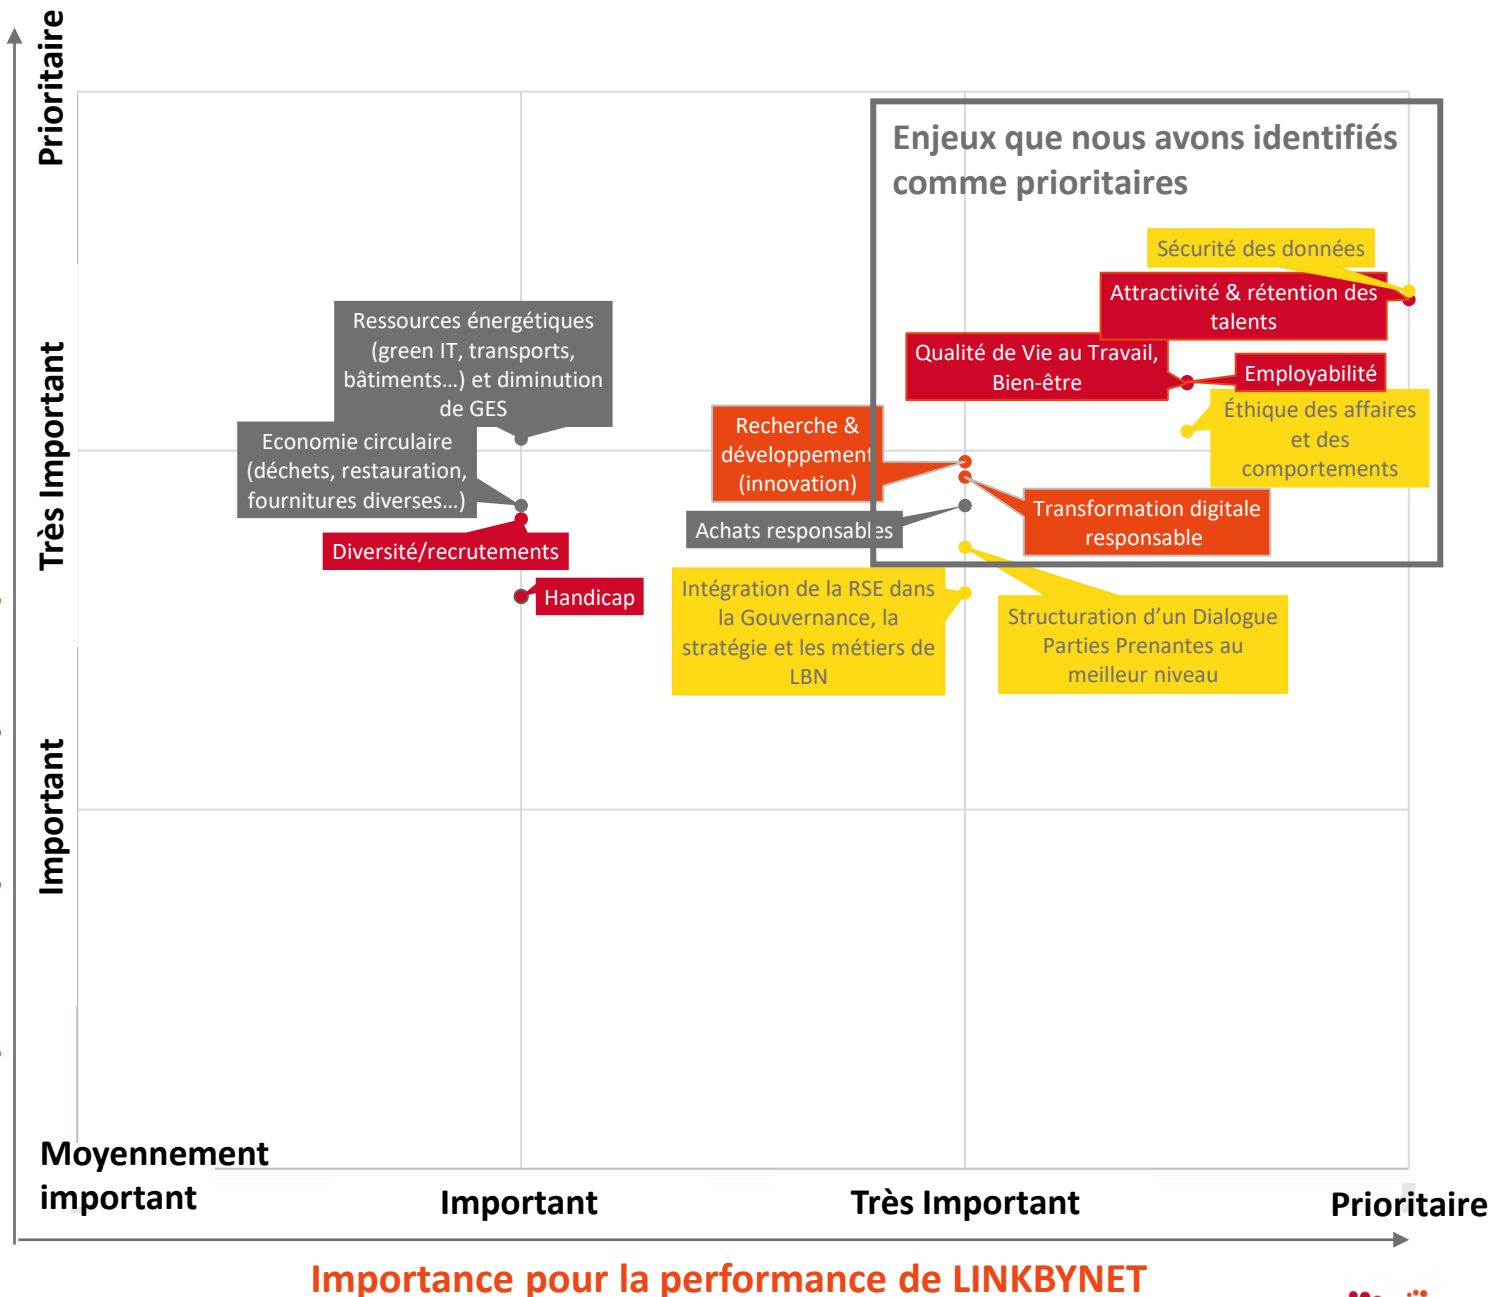 Prioritaire
Enjeux que nous avons identifiés
comme prioritaires
Sécurité des données
Attractivité & rétention des
talents
Ressources énergétiques
(green IT, transports,
bâtiments…) et diminution
de GES
Qualité de Vie au Travail,
Bien-être
Employabilité
Très Important
Éthique des affaires
et des
comportements
Recherche &
développement
(innovation)
Economie circulaire
(déchets, restauration,
fournitures diverses…)
Transformation digitale
responsable
Achats responsables
Diversité/recrutements
Handicap
Intégration de la RSE dans
la Gouvernance, la
stratégie et les métiers de
LBN
Structuration d’un Dialogue
Parties Prenantes au
meilleur niveau
Important
Moyennement
important
Important
Très Important
Prioritaire
Importance pour la performance de LINKBYNET